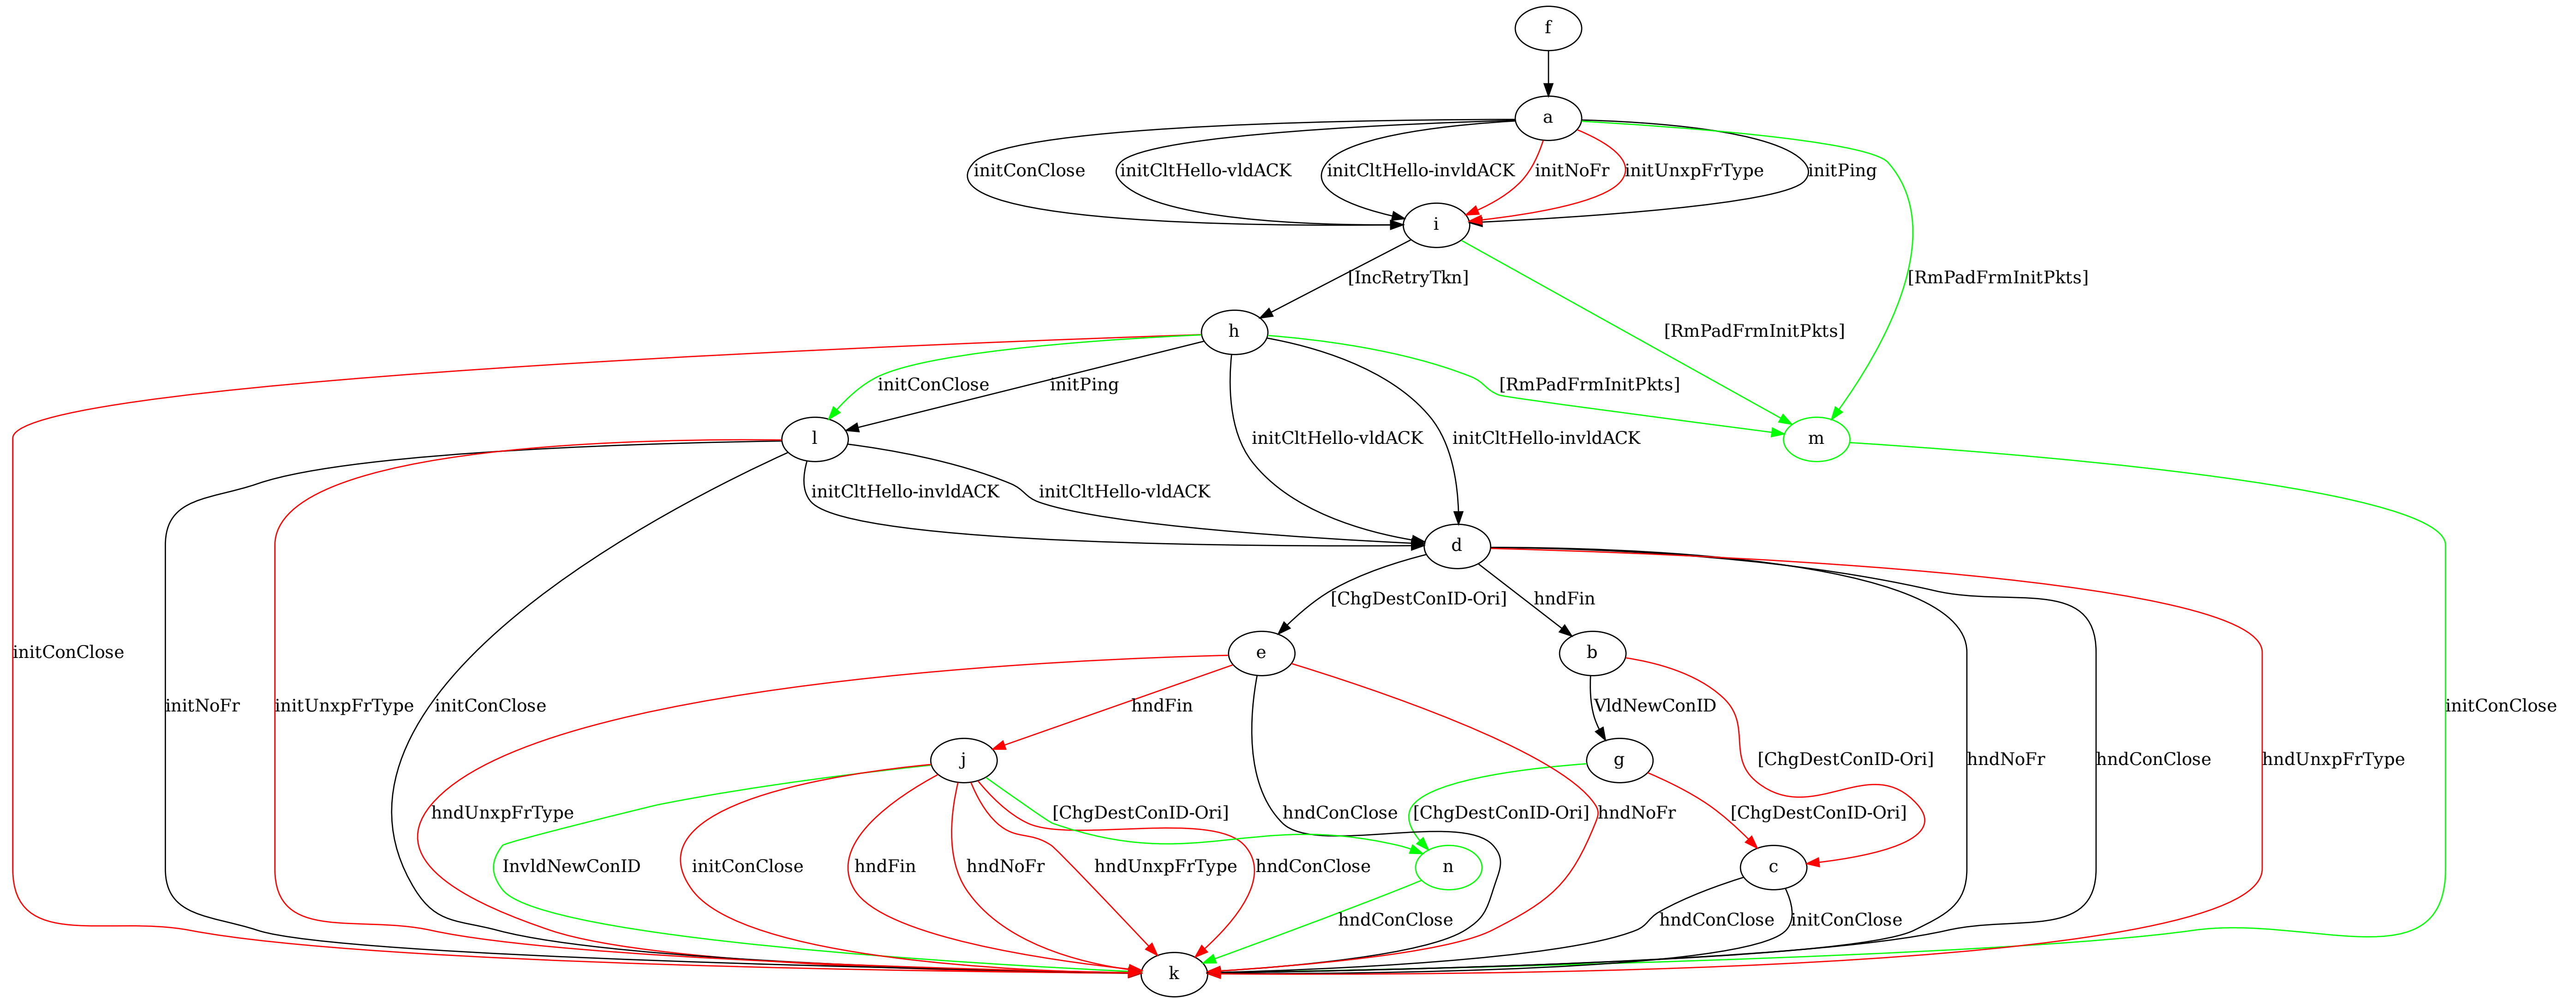 f
a
initConClose
initCltHello-vldACK
initCltHello-invldACK
initNoFr
initUnxpFrType
initPing
i
[IncRetryTkn]
[RmPadFrmInitPkts]
h
[RmPadFrmInitPkts]
initConClose
initPing
[RmPadFrmInitPkts]
l
initCltHello-vldACK
initCltHello-invldACK
m
initCltHello-invldACK
initCltHello-vldACK
d
[ChgDestConID-Ori]
hndFin
initConClose
e
b
initNoFr
initUnxpFrType
initConClose
hndFin
VldNewConID
initConClose
j
g
[ChgDestConID-Ori]
hndNoFr
hndConClose
hndUnxpFrType
hndUnxpFrType
[ChgDestConID-Ori]
hndConClose
[ChgDestConID-Ori]
hndNoFr
[ChgDestConID-Ori]
InvldNewConID
initConClose
hndFin
hndNoFr
hndUnxpFrType
hndConClose
n
c
hndConClose
hndConClose
initConClose
k